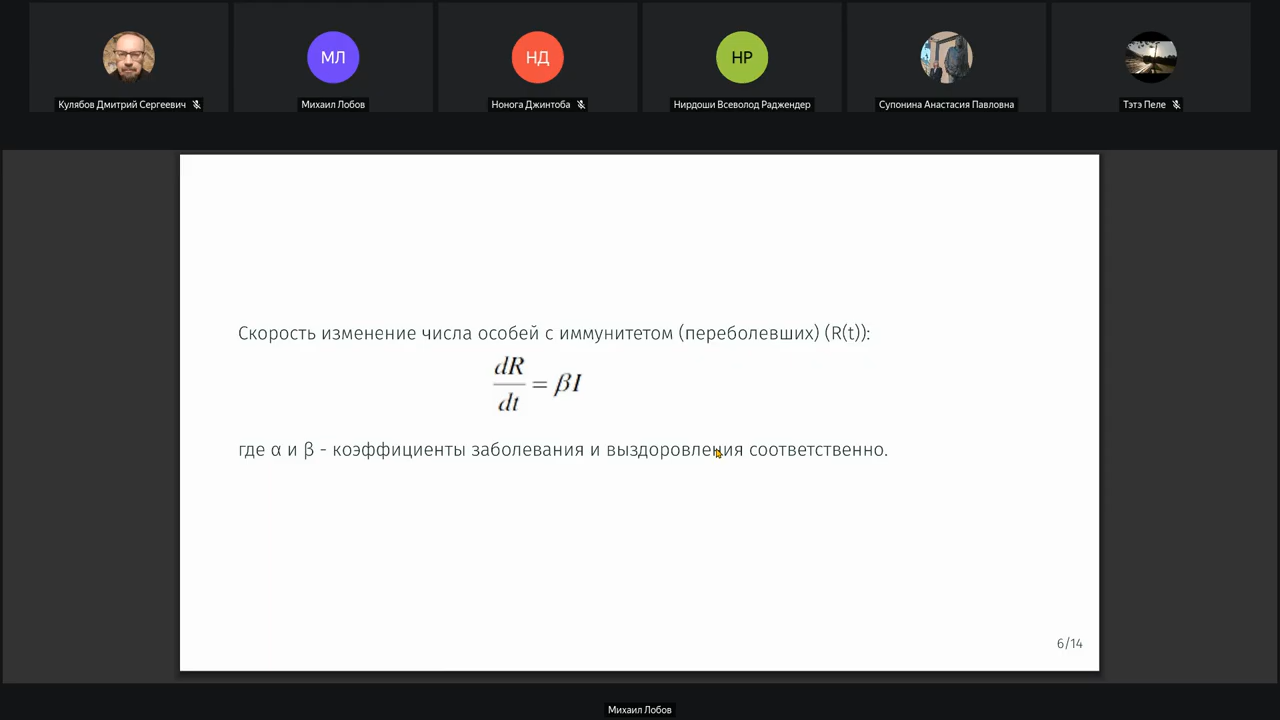 МЛ
НД
НР
Кулябов Дмитрий Сергеевич
Михаил Лобов
Нонога Джинтоба
Нирдоши Всеволод Раджендер
Супонина Анастасия Павловна
Тэтэ Пеле
Скорость изменение числа особей с иммунитетом (переболевших) (R(t)):
dR/dt = βI
где α и β - коэффициенты заболевания и выздоровления соответственно.
6/14
Михаил Лобов